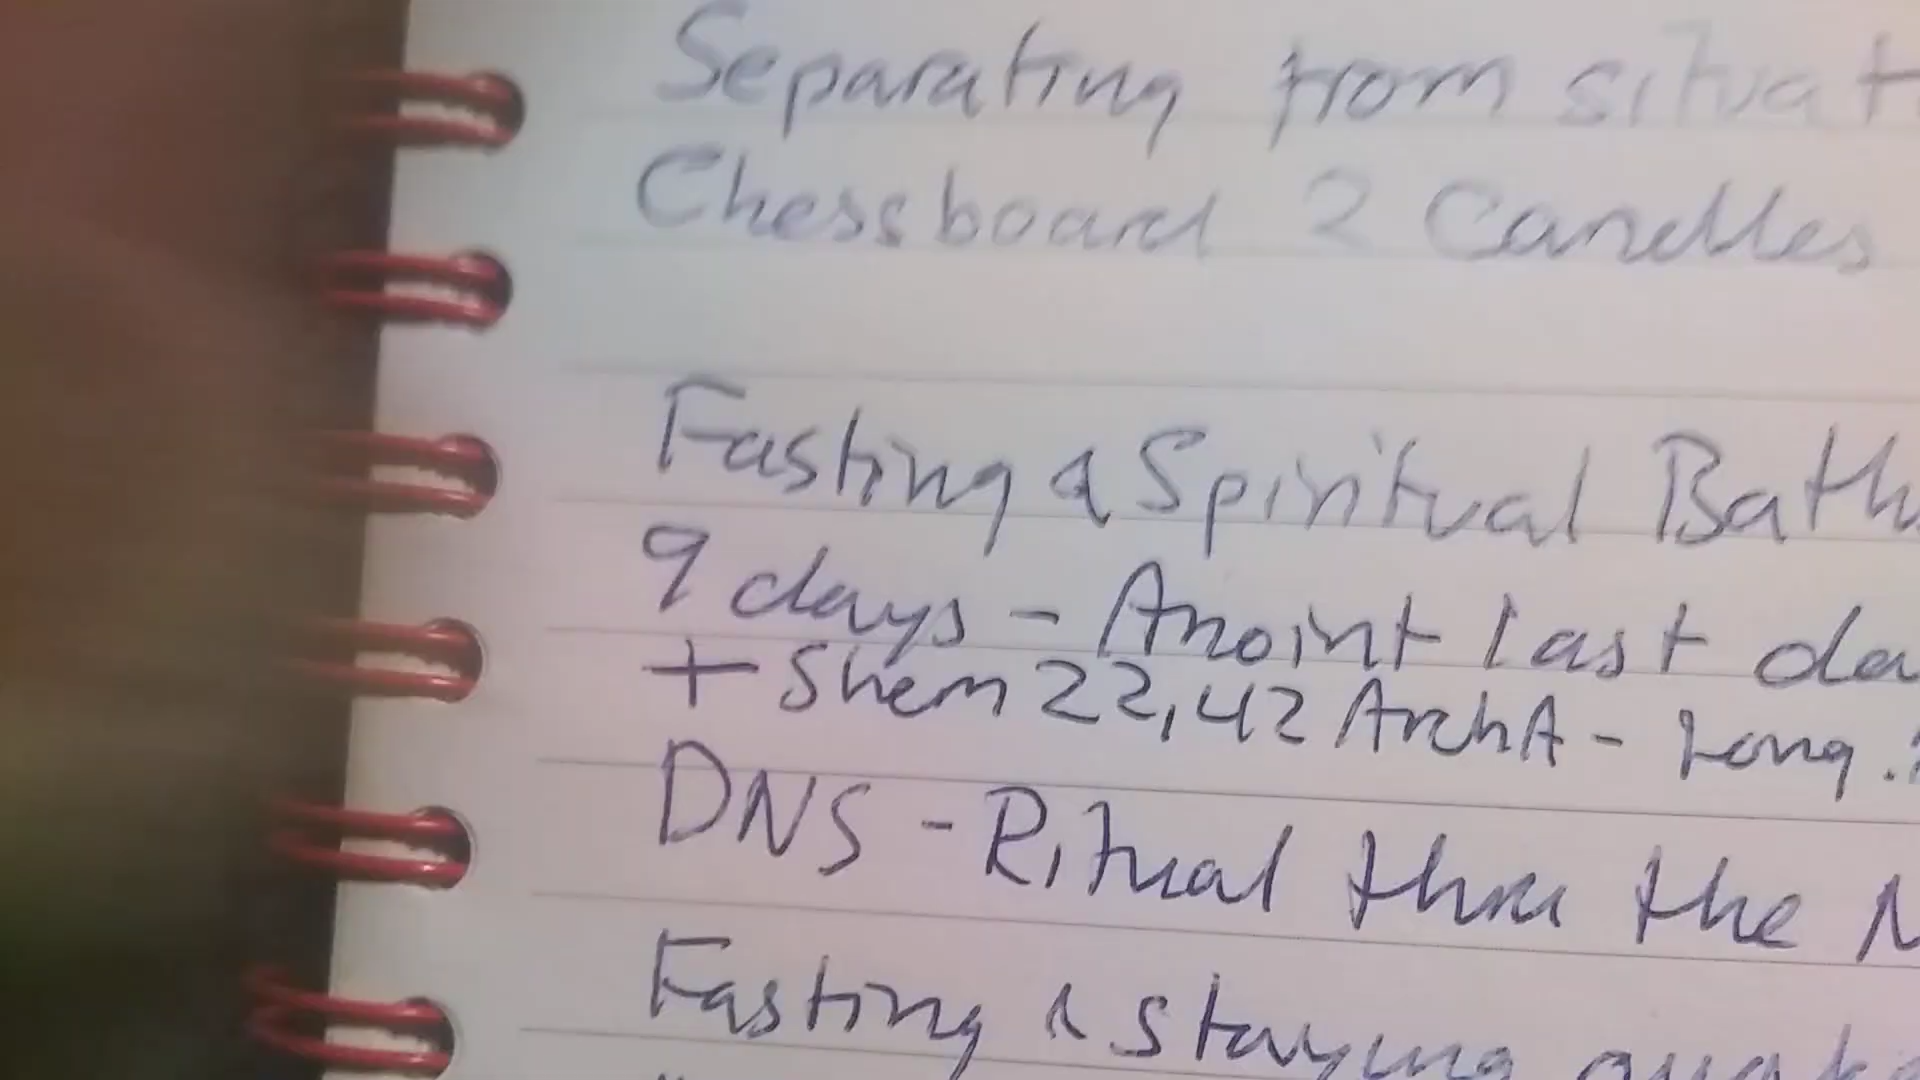 Separating from situat
Chessboard 2 Candles
Fasting & Spiritual Bath
9 days - Anoint last da
+ Shem 22,42 ArchA - Long.
DNS - Ritual thru the N
Fasting & staying